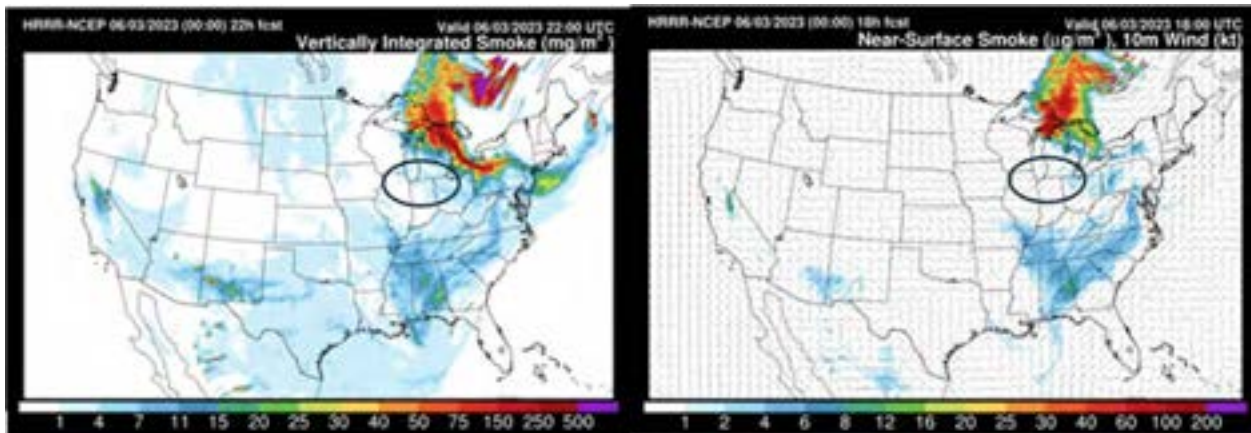 HRRR-NCEP 06/03/2023 (00:00) 22h fcst
Valid 06/03/2023 22:00 UTC
Vertically Integrated Smoke (mg/m²)
1 4 7 11 15 20 25 30 40 50 75 150 250 500
HRRR-NCEP 06/03/2023 (00:00) 18h fcst
Valid 06/03/2023 18:00 UTC
Near-Surface Smoke (μg/m³), 10m Wind (kt)
1 2 4 6 8 12 16 20 25 30 40 60 100 200